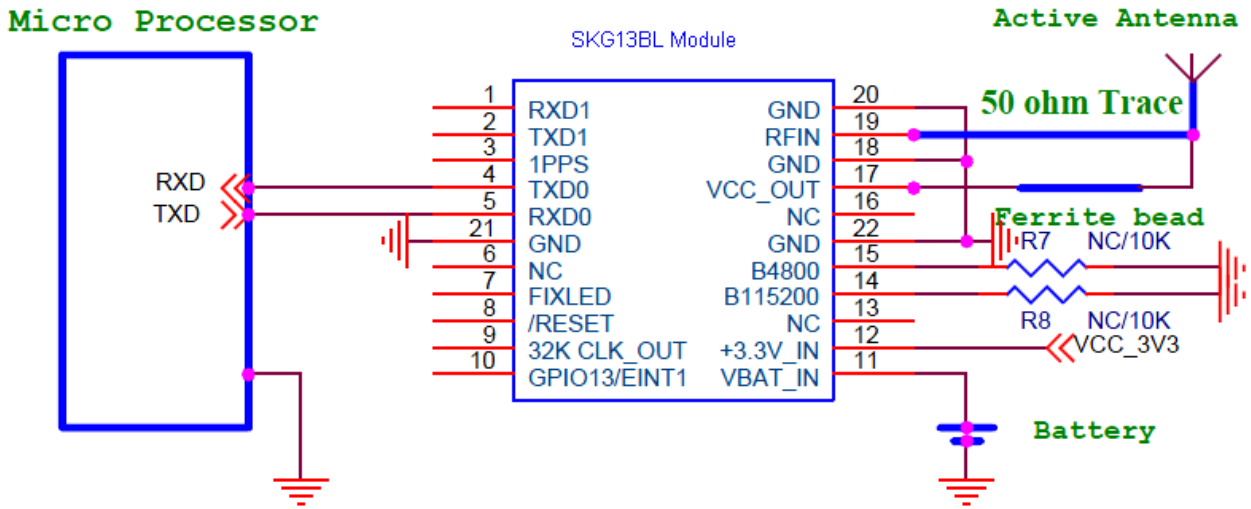 Micro Processor
Active Antenna
SKG13BL Module
50 ohm Trace
1 RXD1 GND 20
2 TXD1 RFIN 19
3 1PPS GND 18
RXD 4 TXD0 VCC_OUT 17
TXD 5 RXD0 NC 16
Ferrite bead
21 GND GND 22
R7 NC/10K
6 NC B4800 15
7 FIXLED B115200 14
8 /RESET NC 13
R8 NC/10K
9 32K CLK_OUT +3.3V_IN 12
VCC_3V3
10 GPIO13/EINT1 VBAT_IN 11
Battery